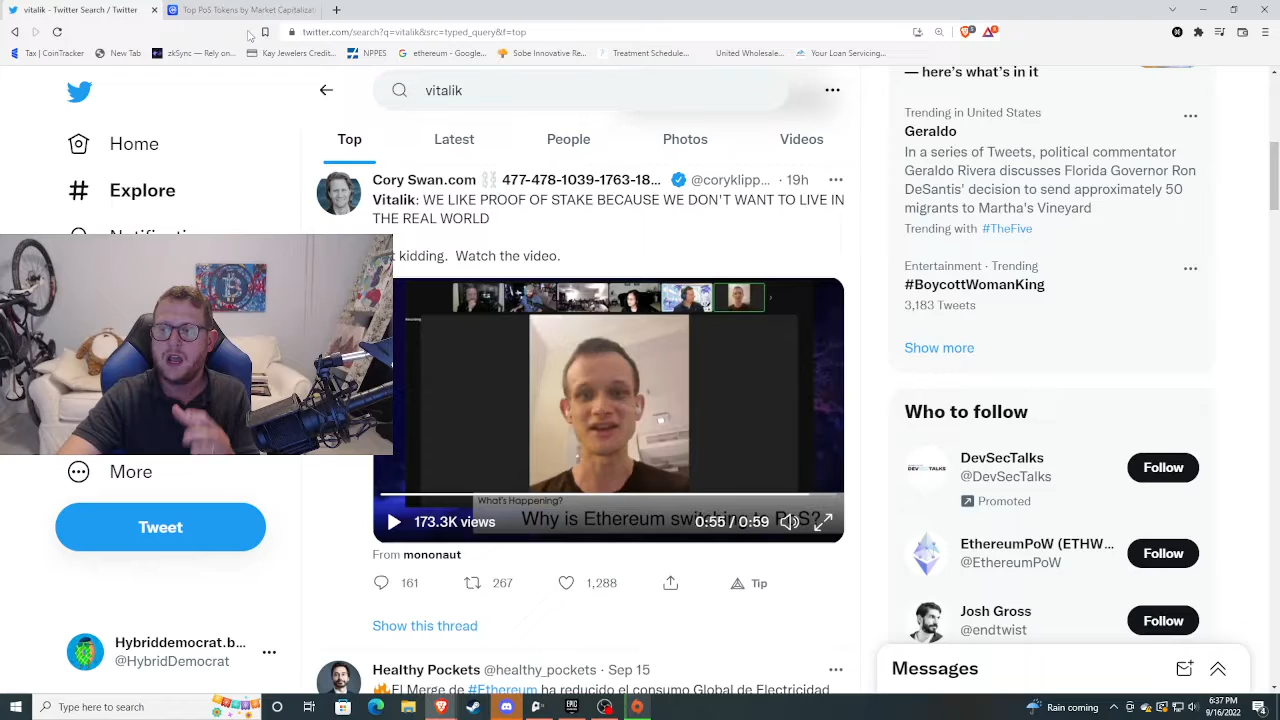 vitalik - Twitter Search / Twitter
Top PoS Tokens by Market Capitalizat
twitter.com/search?q=vitalik&src=typed_query&f=top
Tax | CoinTracker
New Tab
zkSync — Rely on...
Kay Jewelers Credit...
NPPES
ethereum - Google...
Sobe Innovative Re...
Treatment Schedule...
United Wholesale...
Your Loan Servicing...
vitalik
Home
Explore
More
Tweet
Hybriddemocrat.b...
@HybridDemocrat
Top
Latest
People
Photos
Videos
Cory Swan.com 477-478-1039-1763-18... @coryklipp... · 19h
Vitalik: WE LIKE PROOF OF STAKE BECAUSE WE DON'T WANT TO LIVE IN
THE REAL WORLD
kidding. Watch the video.
Recording
What's Happening?
Why is Ethereum switching to PoS?
173.3K views
0:55 / 0:59
From mononaut
161
267
1,288
Tip
Show this thread
Healthy Pockets @healthy_pockets · Sep 15
El Merge de #Ethereum ha reducido el consumo Global de Electricidad
— here's what's in it
Trending in United States
Geraldo
In a series of Tweets, political commentator
Geraldo Rivera discusses Florida Governor Ron
DeSantis' decision to send approximately 50
migrants to Martha's Vineyard
Trending with #TheFive
Entertainment · Trending
#BoycottWomanKing
3,183 Tweets
Show more
Who to follow
DEVSECTALKS
DevSecTalks
@DevSecTalks
Promoted
Follow
EthereumPoW (ETHW...
@EthereumPoW
Follow
Josh Gross
@endtwist
Follow
Messages
Type here to search
Rain coming
6:37 PM
9/16/2022